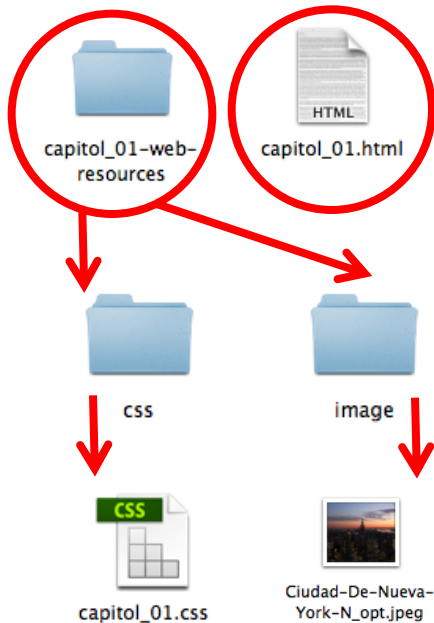 HTML
capitol_01-web-
resources
capitol_01.html
css
image
CSS
capitol_01.css
Ciudad-De-Nueva-
York-N_opt.jpeg